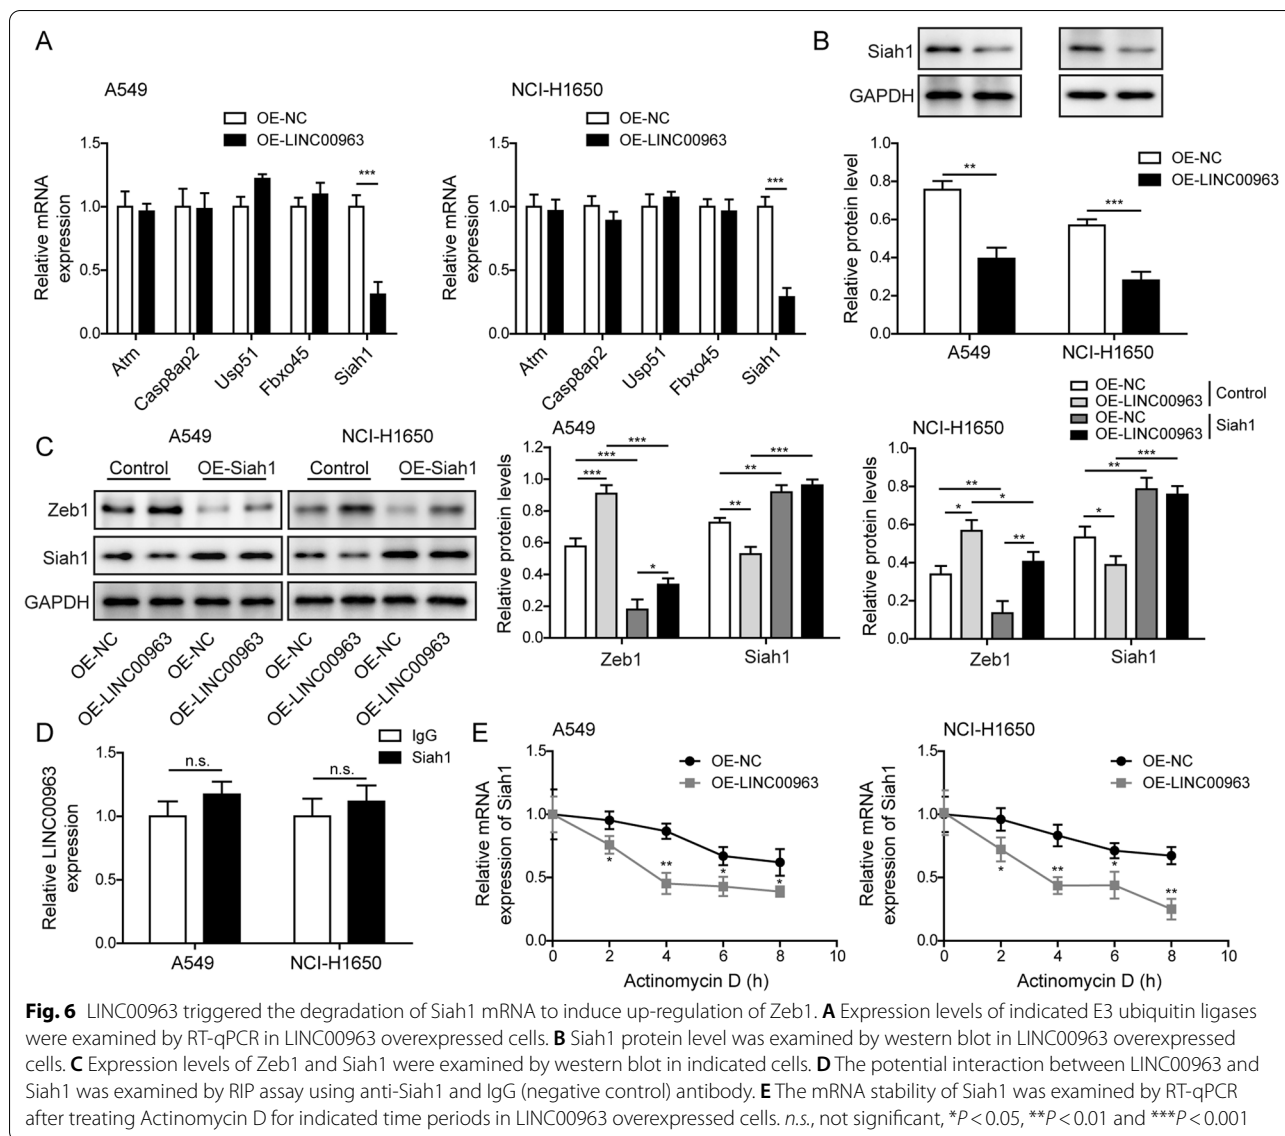 A
A549
OE-NC
OE-LINC00963
Relative mRNA
expression
1.5
1.0
0.5
0.0
***
Atm
Casp8ap2
Usp51
Fbxo45
Siah1
NCI-H1650
OE-NC
OE-LINC00963
Relative mRNA
expression
1.5
1.0
0.5
0.0
***
Atm
Casp8ap2
Usp51
Fbxo45
Siah1
B
Siah1
GAPDH
OE-NC
OE-LINC00963
Relative protein level
1.0
0.8
0.6
0.4
0.2
0.0
**
***
A549
NCI-H1650
C
A549
NCI-H1650
Control
OE-Siah1
Control
OE-Siah1
Zeb1
Siah1
GAPDH
OE-NC
OE-LINC00963
OE-NC
OE-LINC00963
OE-NC
OE-LINC00963
OE-NC
OE-LINC00963
A549
Relative protein levels
1.2
1.0
0.8
0.6
0.4
0.2
0.0
***
***
***
*
***
**
**
Zeb1
Siah1
OE-NC
OE-LINC00963
Control
OE-NC
OE-LINC00963
Siah1
NCI-H1650
Relative protein levels
1.0
0.8
0.6
0.4
0.2
0.0
**
*
*
**
***
**
*
Zeb1
Siah1
D
IgG
Siah1
Relative LINC00963
expression
1.5
1.0
0.5
0.0
n.s.
n.s.
A549
NCI-H1650
E
A549
OE-NC
OE-LINC00963
Relative mRNA
expression of Siah1
1.5
1.0
0.5
0.0
*
**
*
*
0 2 4 6 8 10
Actinomycin D (h)
NCI-H1650
OE-NC
OE-LINC00963
Relative mRNA
expression of Siah1
1.5
1.0
0.5
0.0
*
**
*
**
0 2 4 6 8 10
Actinomycin D (h)
Fig. 6 LINC00963 triggered the degradation of Siah1 mRNA to induce up-regulation of Zeb1. A Expression levels of indicated E3 ubiquitin ligases
were examined by RT-qPCR in LINC00963 overexpressed cells. B Siah1 protein level was examined by western blot in LINC00963 overexpressed
cells. C Expression levels of Zeb1 and Siah1 were examined by western blot in indicated cells. D The potential interaction between LINC00963 and
Siah1 was examined by RIP assay using anti-Siah1 and IgG (negative control) antibody. E The mRNA stability of Siah1 was examined by RT-qPCR
after treating Actinomycin D for indicated time periods in LINC00963 overexpressed cells. n.s., not significant, *P < 0.05, **P < 0.01 and ***P < 0.001